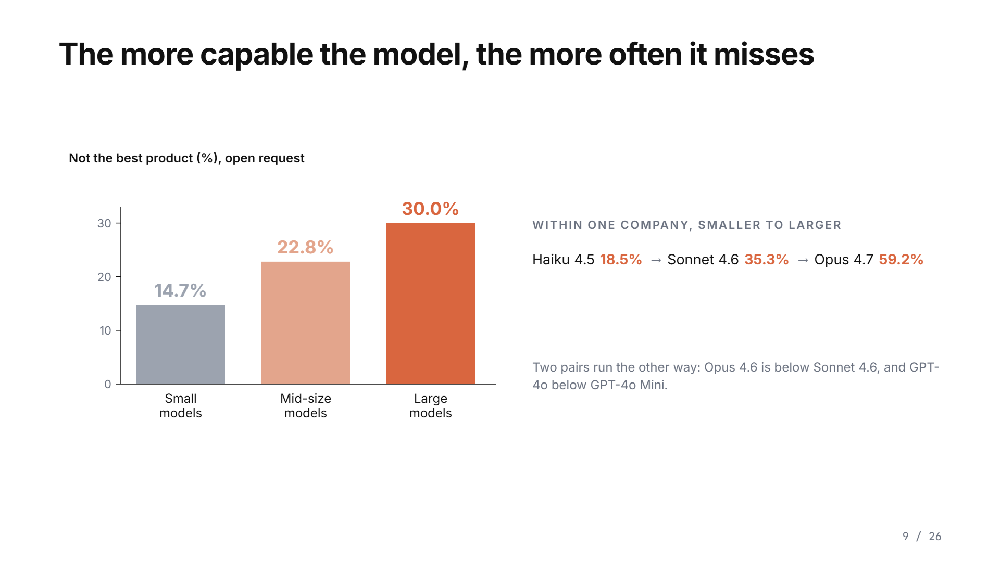 The more capable the model, the more often it misses
Not the best product (%), open request
30
20
10
0
14.7%
22.8%
30.0%
Small
models
Mid-size
models
Large
models
WITHIN ONE COMPANY, SMALLER TO LARGER
Haiku 4.5 18.5% → Sonnet 4.6 35.3% → Opus 4.7 59.2%
Two pairs run the other way: Opus 4.6 is below Sonnet 4.6, and GPT-
4o below GPT-4o Mini.
9 / 26